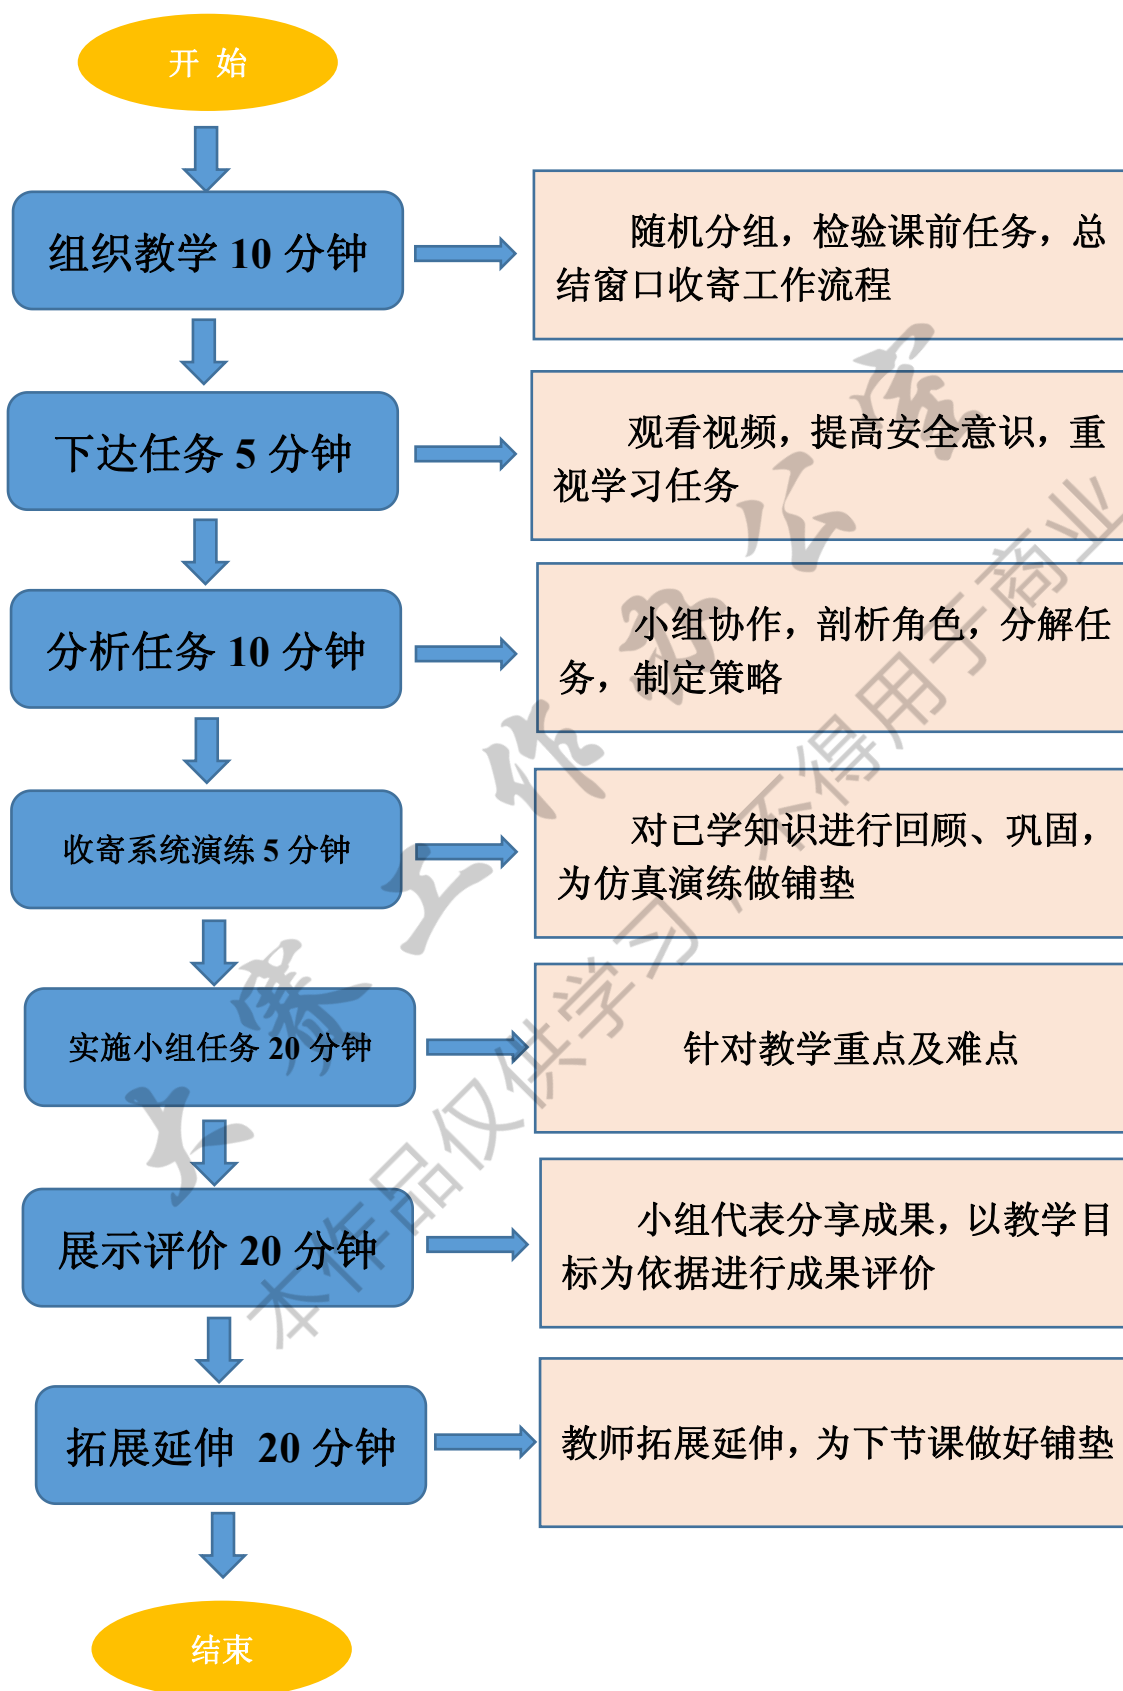 开 始
组织教学 10 分钟
随机分组，检验课前任务，总
结窗口收寄工作流程
下达任务 5 分钟
观看视频，提高安全意识，重
视学习任务
分析任务 10 分钟
小组协作，剖析角色，分解任
务，制定策略
收寄系统演练 5 分钟
对已学知识进行回顾、巩固，
为仿真演练做铺垫
实施小组任务 20 分钟
针对教学重点及难点
展示评价 20 分钟
小组代表分享成果，以教学目
标为依据进行成果评价
拓展延伸 20 分钟
教师拓展延伸，为下节课做好铺垫
结束
大赛工作办公室
本作品仅供学习，不得用于商业